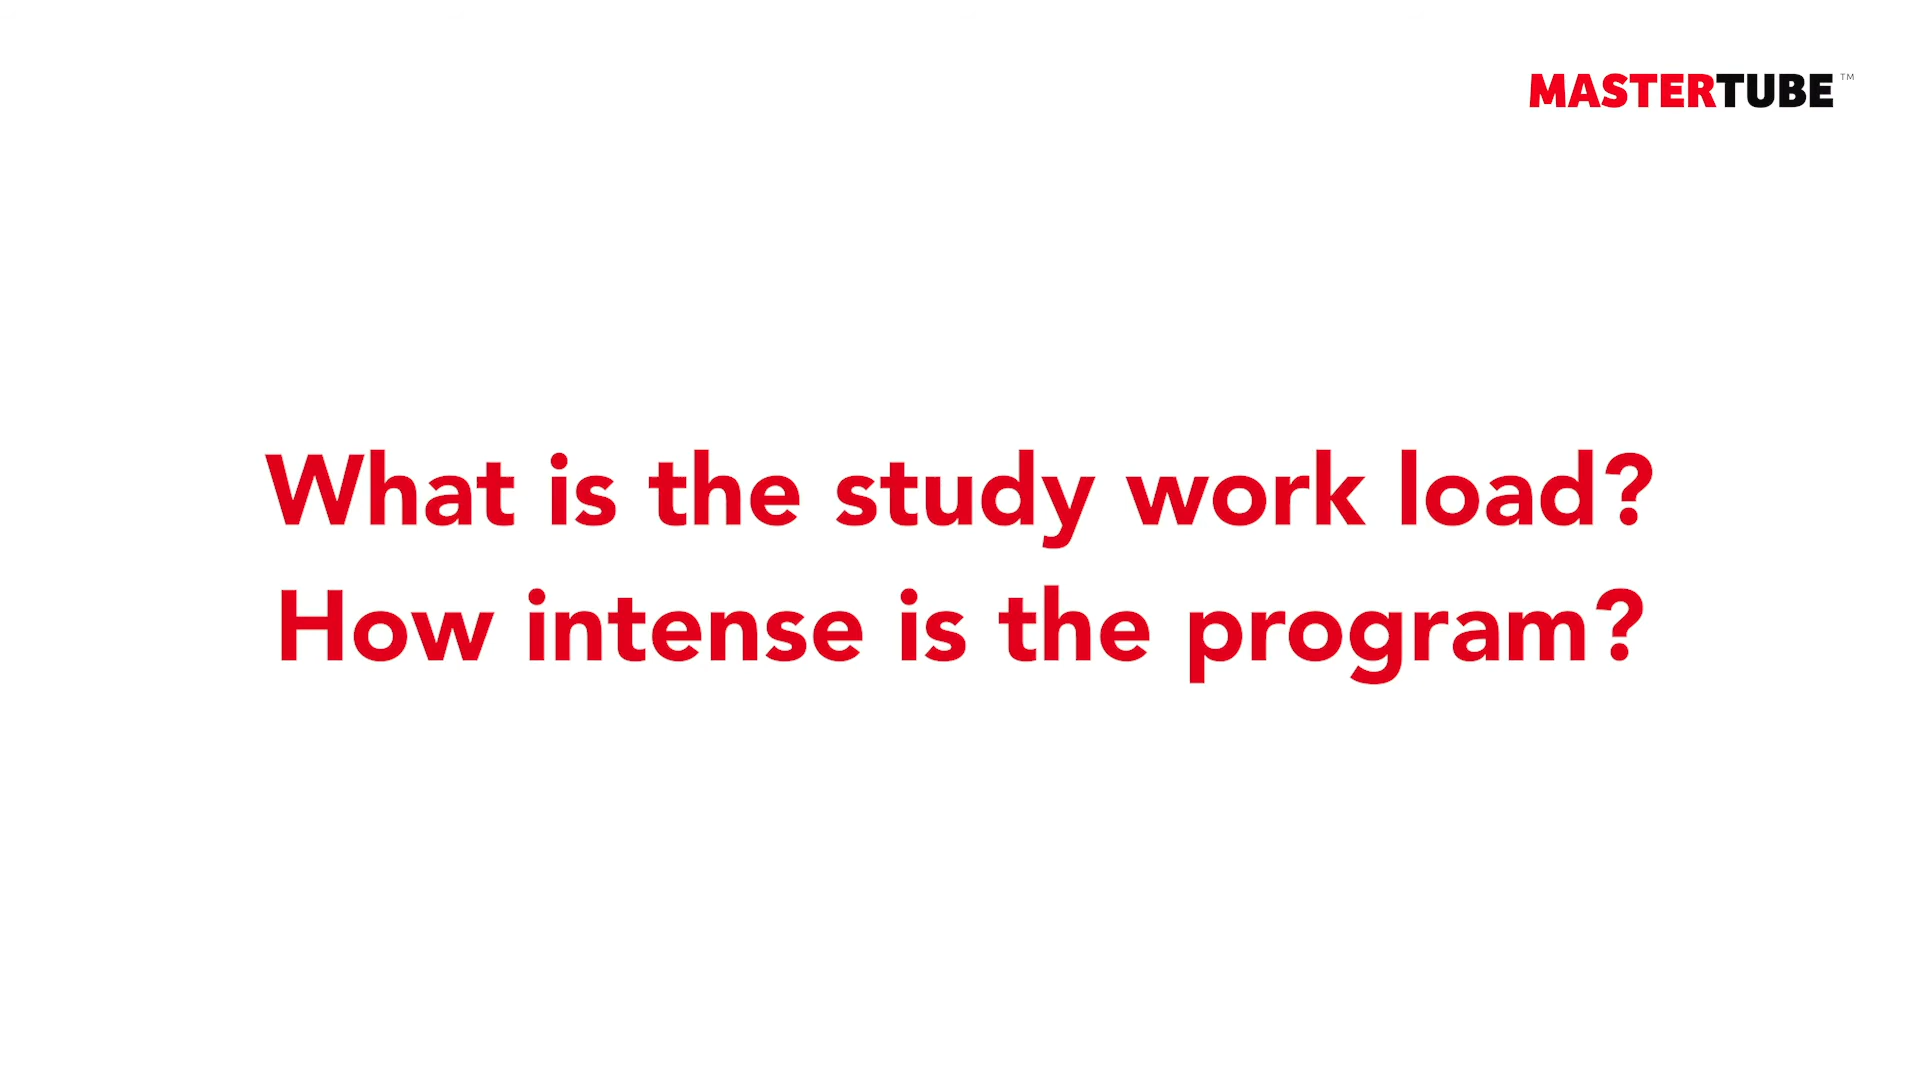 MASTERTUBE™
What is the study work load?
How intense is the program?